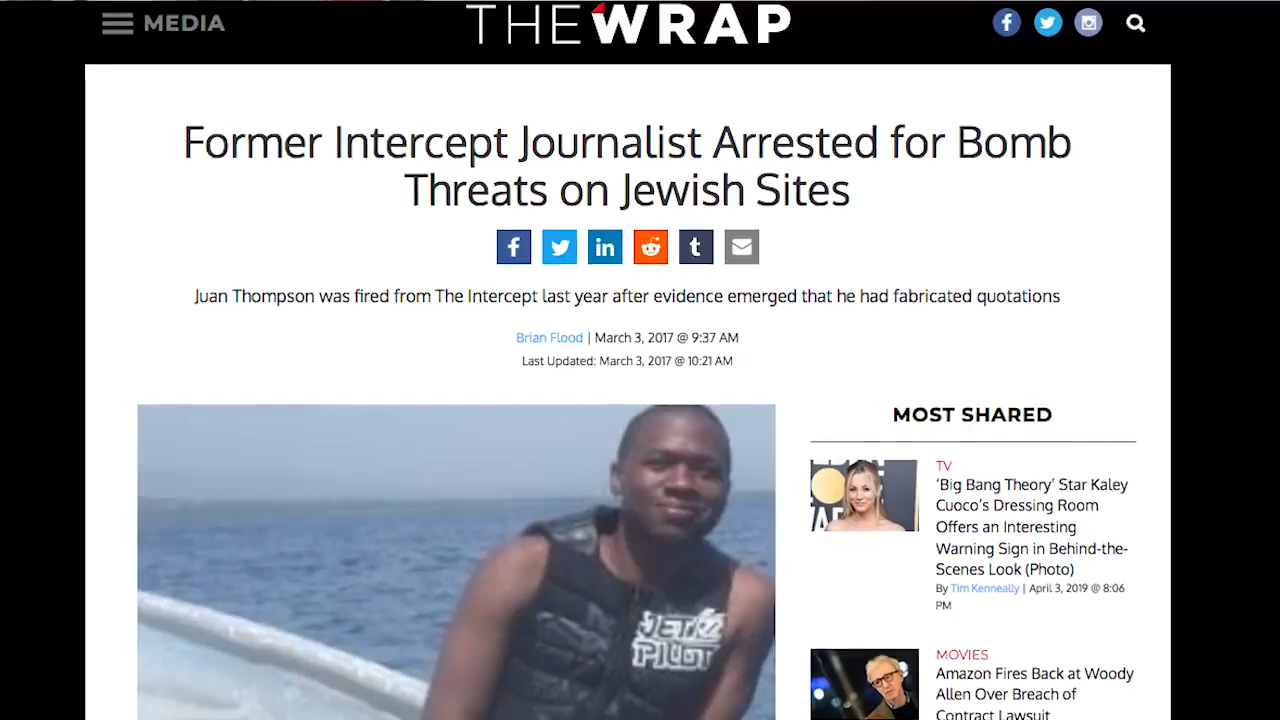 MEDIA
THEWRAP
Former Intercept Journalist Arrested for Bomb
Threats on Jewish Sites
Juan Thompson was fired from The Intercept last year after evidence emerged that he had fabricated quotations
Brian Flood | March 3, 2017 @ 9:37 AM
Last Updated: March 3, 2017 @ 10:21 AM
JET
PILOT
MOST SHARED
TV
‘Big Bang Theory’ Star Kaley
Cuoco’s Dressing Room
Offers an Interesting
Warning Sign in Behind-the-
Scenes Look (Photo)
By Tim Kenneally | April 3, 2019 @ 8:06
PM
MOVIES
Amazon Fires Back at Woody
Allen Over Breach of
Contract Lawsuit